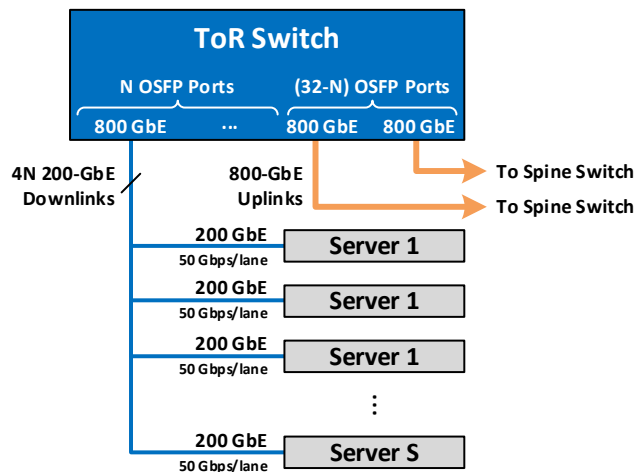 ToR Switch
N OSFP Ports
(32-N) OSFP Ports
800 GbE
...
800 GbE
800 GbE
4N 200-GbE
Downlinks
800-GbE
Uplinks
To Spine Switch
To Spine Switch
200 GbE
50 Gbps/lane
Server 1
200 GbE
50 Gbps/lane
Server 1
200 GbE
50 Gbps/lane
Server 1
...
200 GbE
50 Gbps/lane
Server S